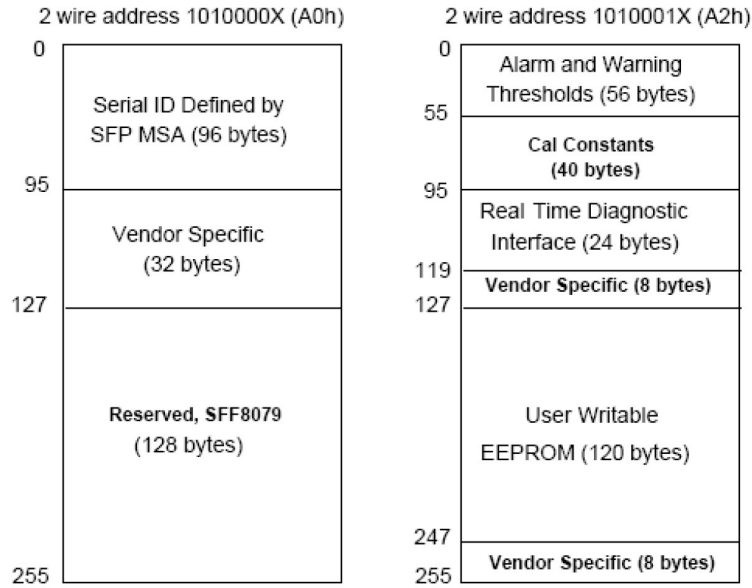 2 wire address 1010000X (A0h)
0
Serial ID Defined by
SFP MSA (96 bytes)
95
Vendor Specific
(32 bytes)
127
Reserved, SFF8079
(128 bytes)
255
2 wire address 1010001X (A2h)
0
Alarm and Warning
Thresholds (56 bytes)
55
Cal Constants
(40 bytes)
95
Real Time Diagnostic
Interface (24 bytes)
119
Vendor Specific (8 bytes)
127
User Writable
EEPROM (120 bytes)
247
Vendor Specific (8 bytes)
255